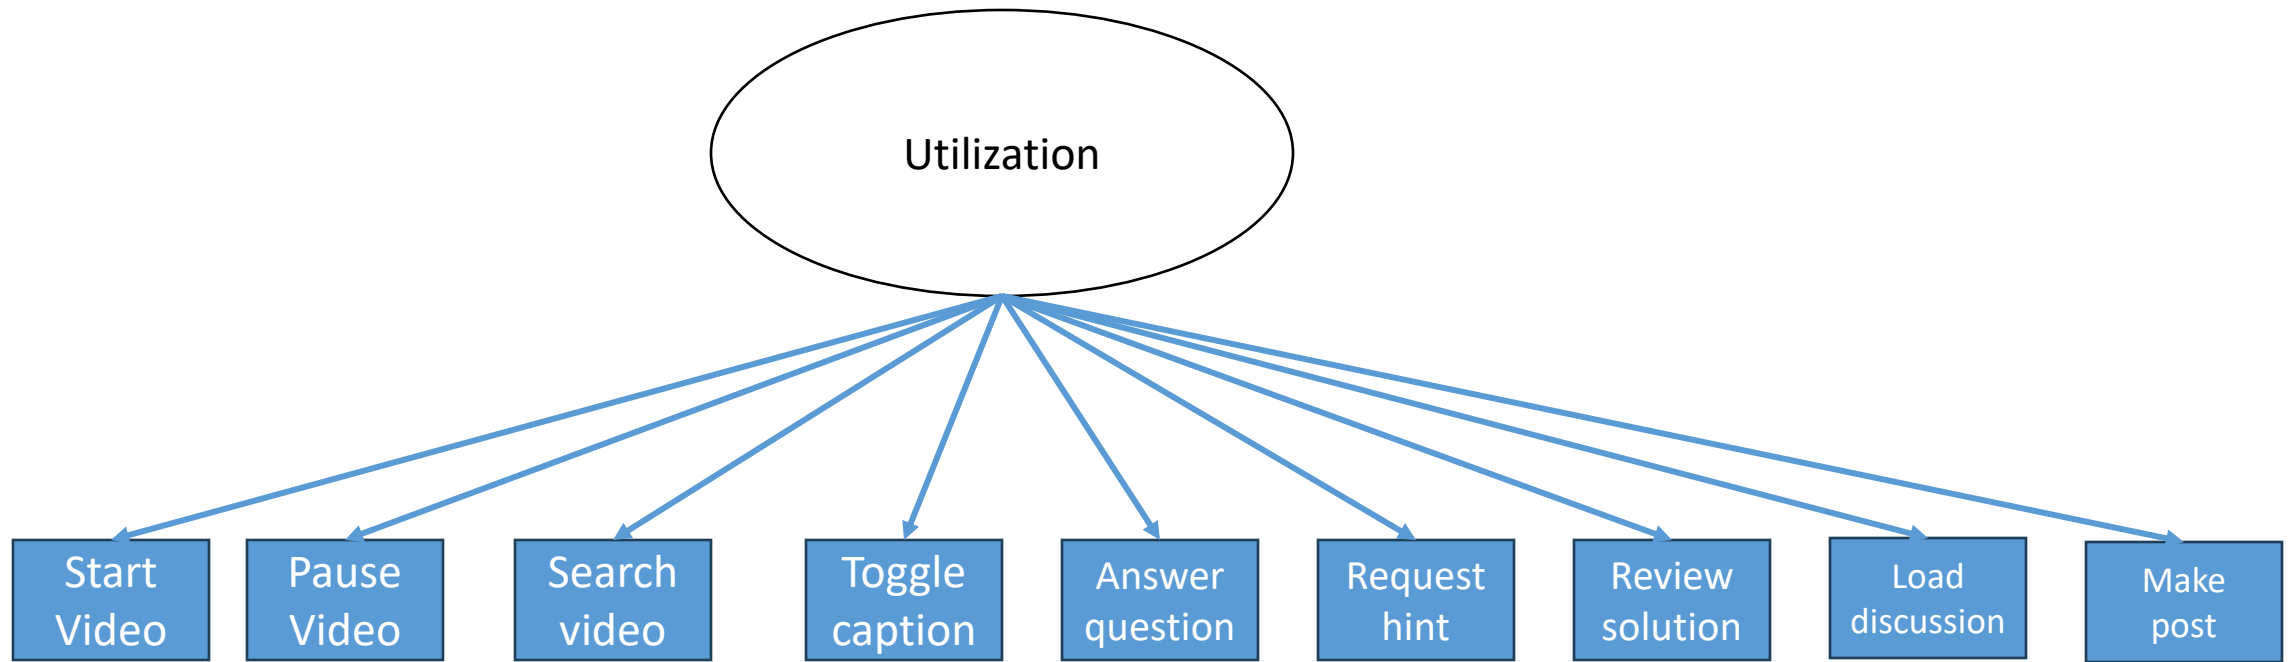 Utilization
Start
Video
Pause
Video
Search
video
Toggle
caption
Answer
question
Request
hint
Review
solution
Load
discussion
Make
post